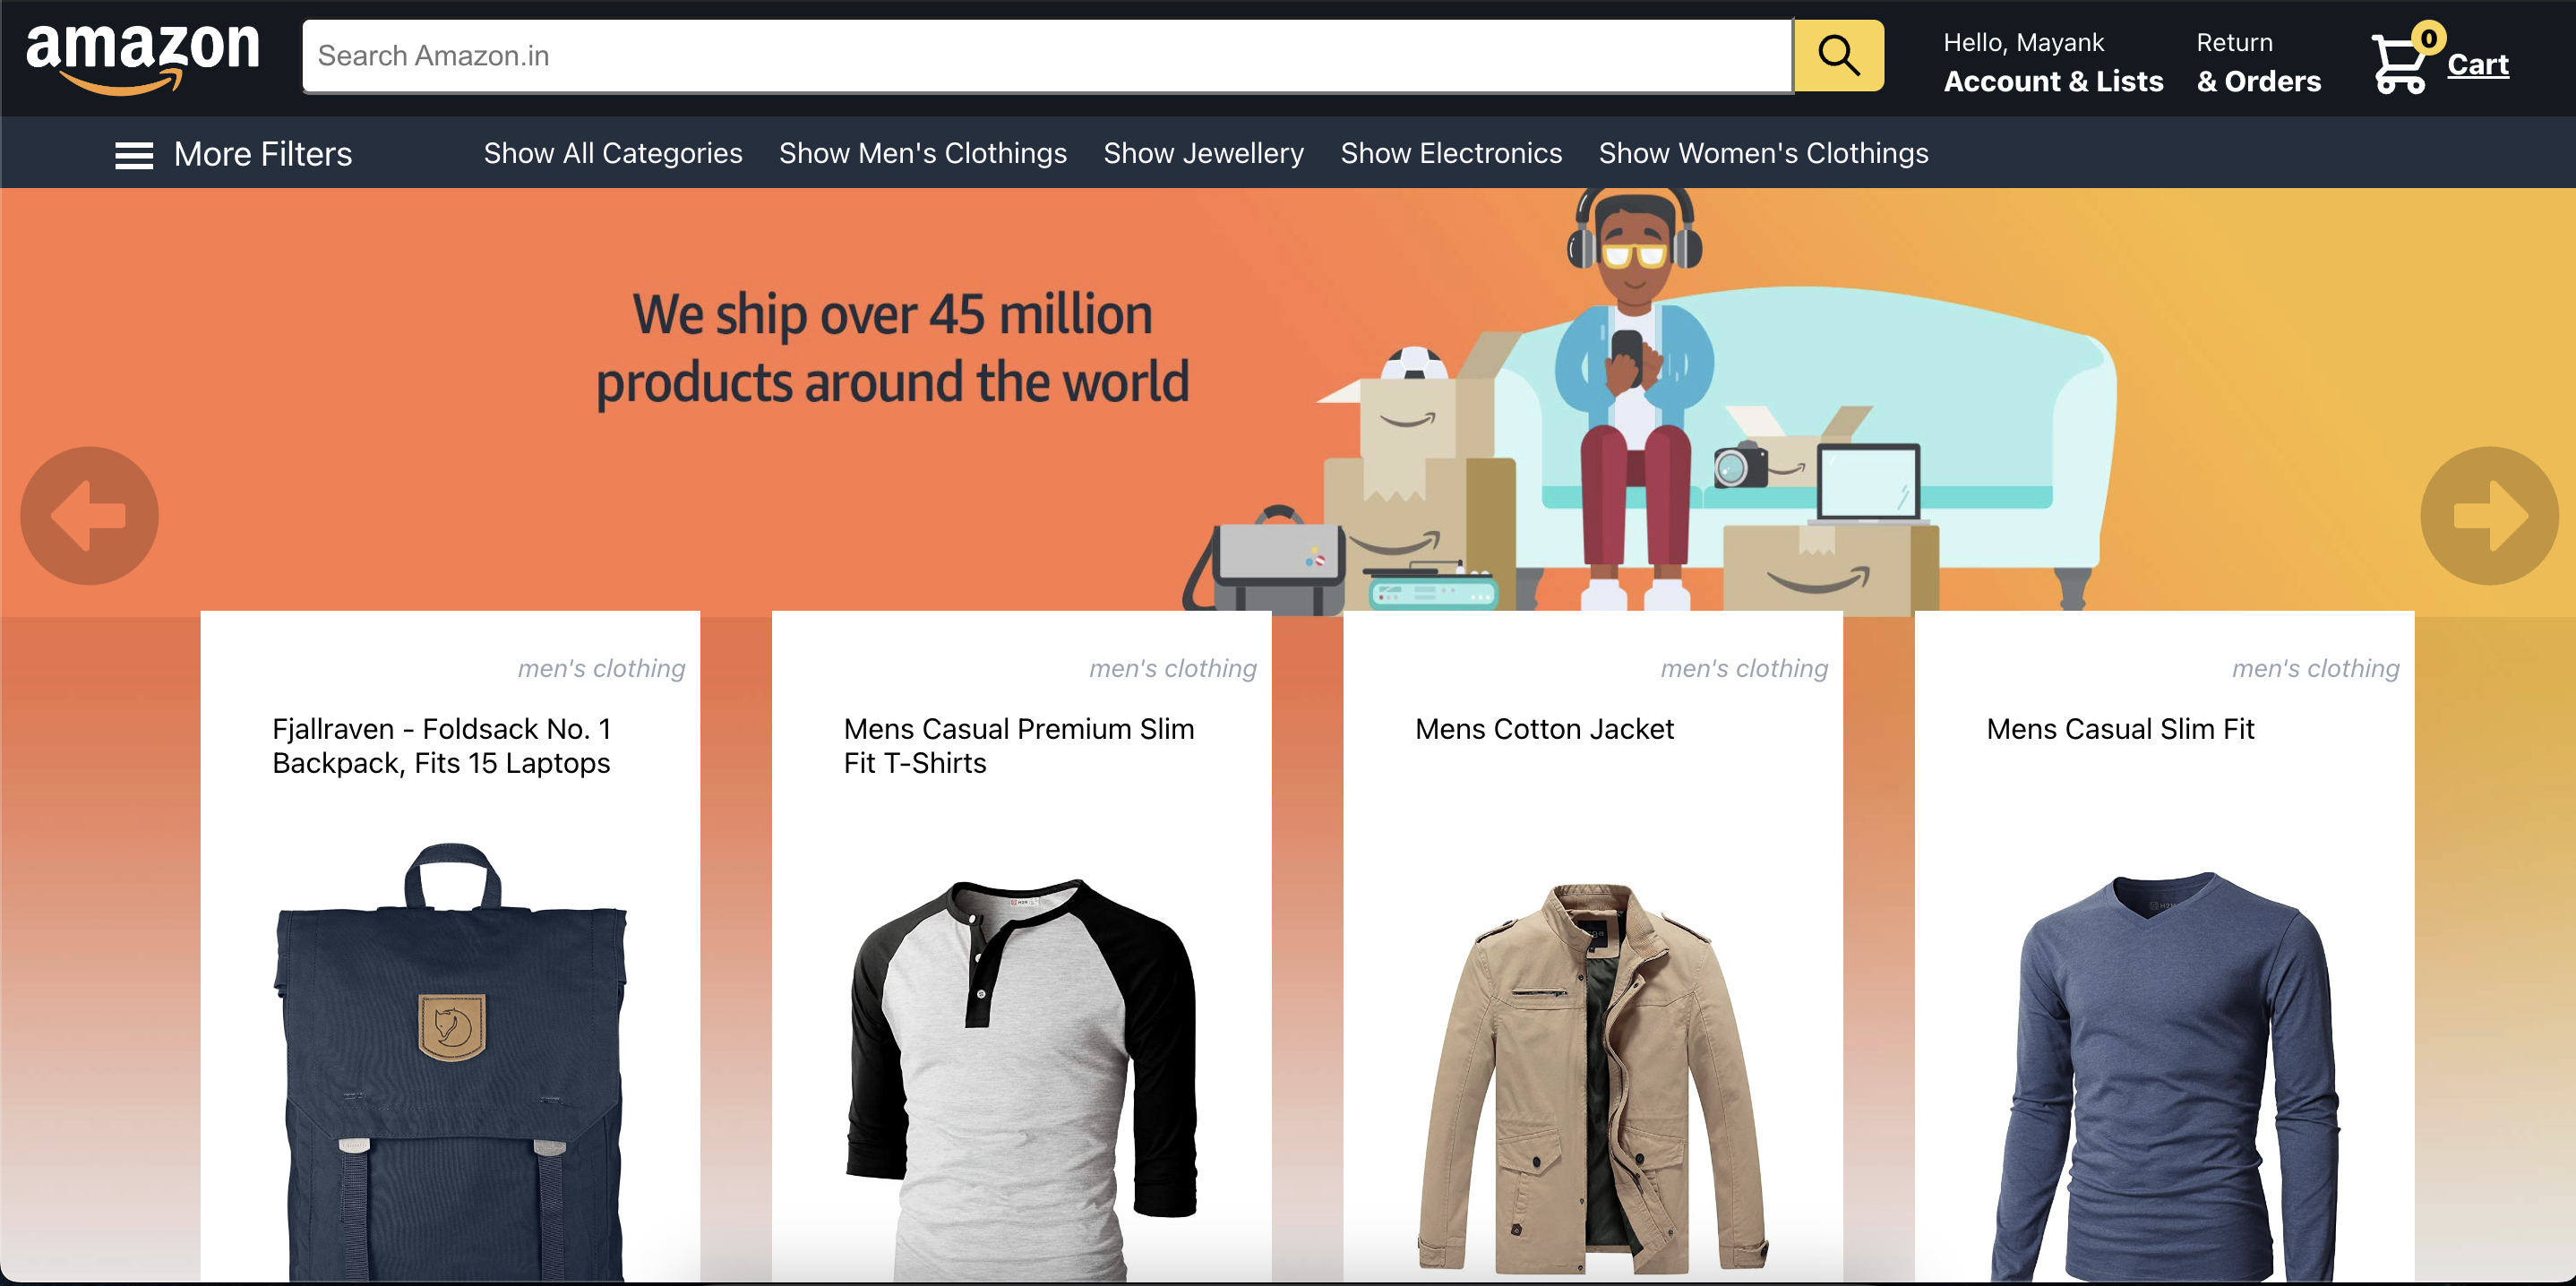 amazon
Search Amazon.in
Hello, Mayank
Account & Lists
Return
& Orders
0
Cart
More Filters
Show All Categories
Show Men's Clothings
Show Jewellery
Show Electronics
Show Women's Clothings
We ship over 45 million
products around the world
men's clothing
Fjallraven - Foldsack No. 1
Backpack, Fits 15 Laptops
men's clothing
Mens Casual Premium Slim
Fit T-Shirts
men's clothing
Mens Cotton Jacket
men's clothing
Mens Casual Slim Fit